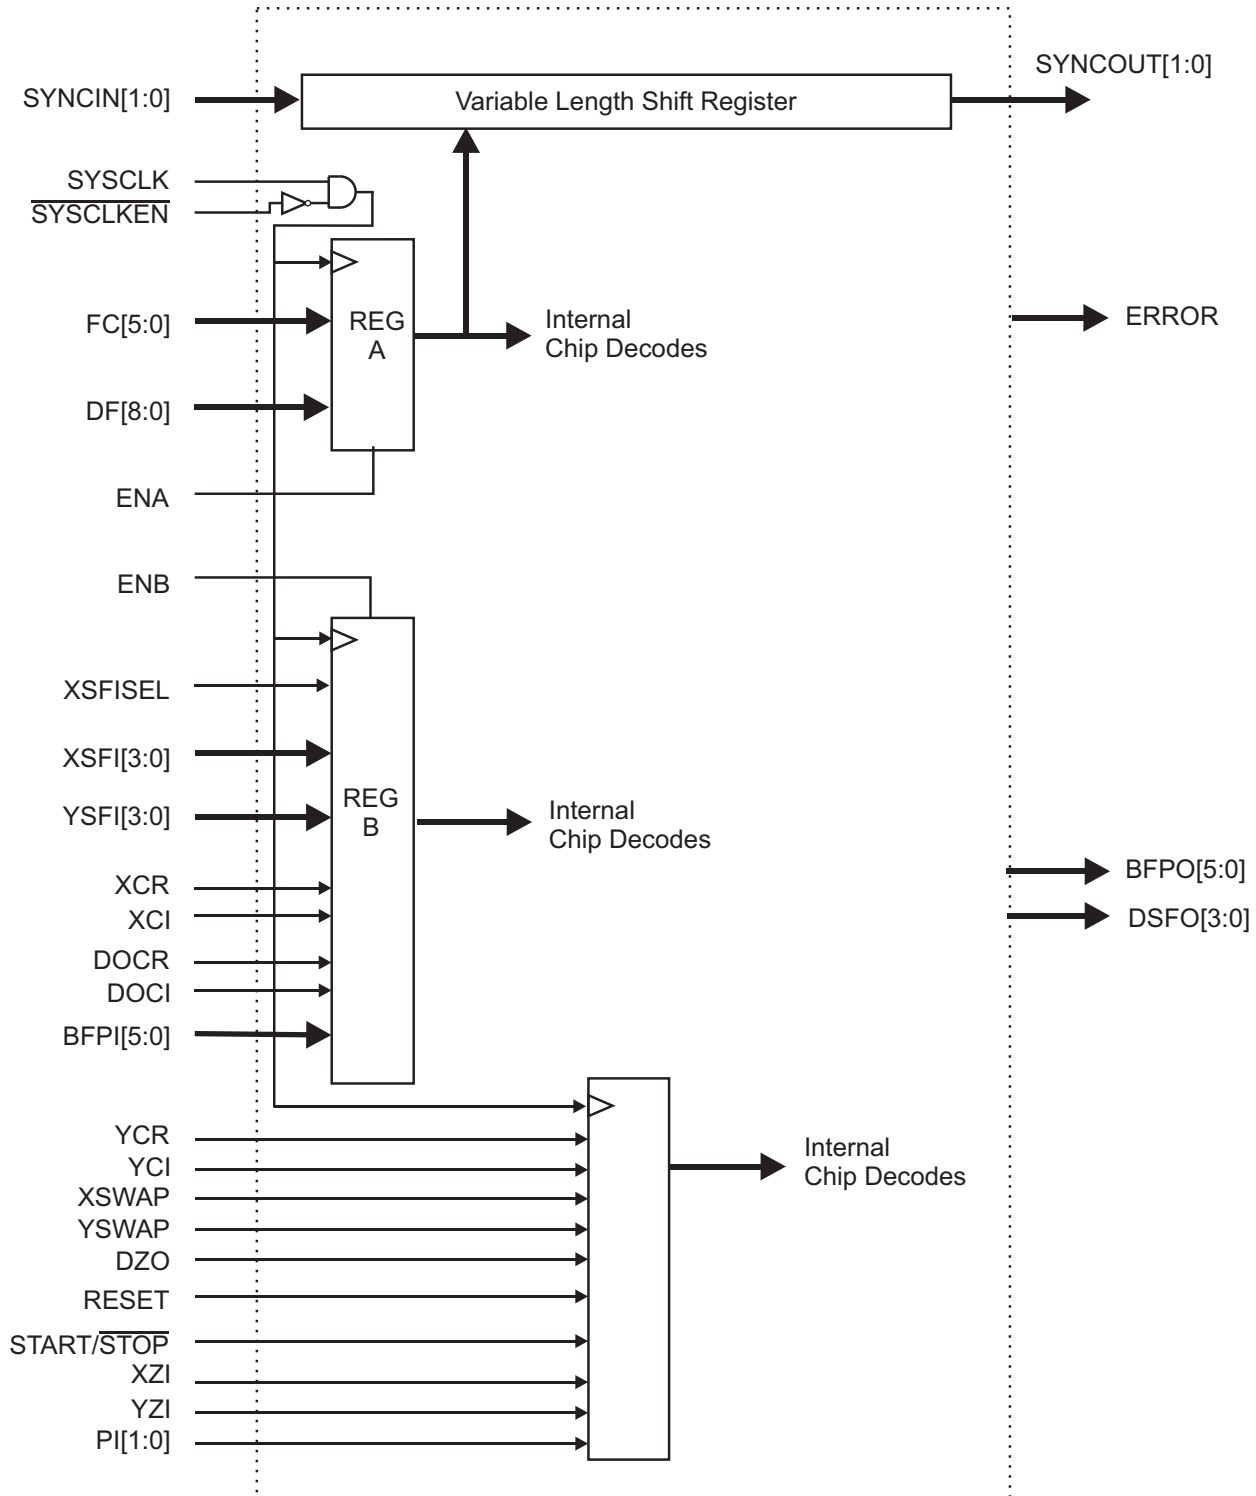 SYNCOUT[1:0]
SYNCIN[1:0]
Variable Length Shift Register
SYSCLK
SYSCLKEN
FC[5:0]
REG
A
Internal
Chip Decodes
ERROR
DF[8:0]
ENA
ENB
XSFISEL
XSFI[3:0]
YSFI[3:0]
REG
B
Internal
Chip Decodes
BFPO[5:0]
DSFO[3:0]
XCR
XCI
DOCR
DOCI
BFPI[5:0]
YCR
YCI
XSWAP
YSWAP
DZO
RESET
START/STOP
XZI
YZI
PI[1:0]
Internal
Chip Decodes